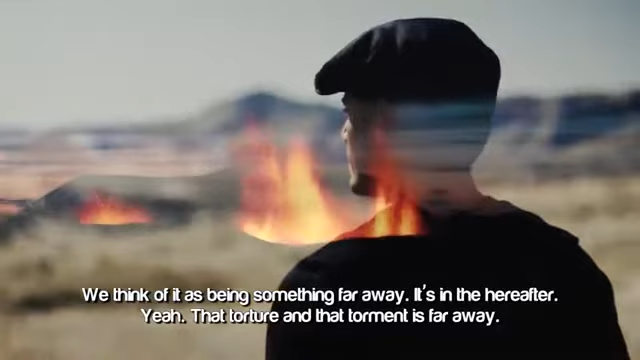 We think of it as being something far away. It's in the hereafter.
Yeah. That torture and that torment is far away.